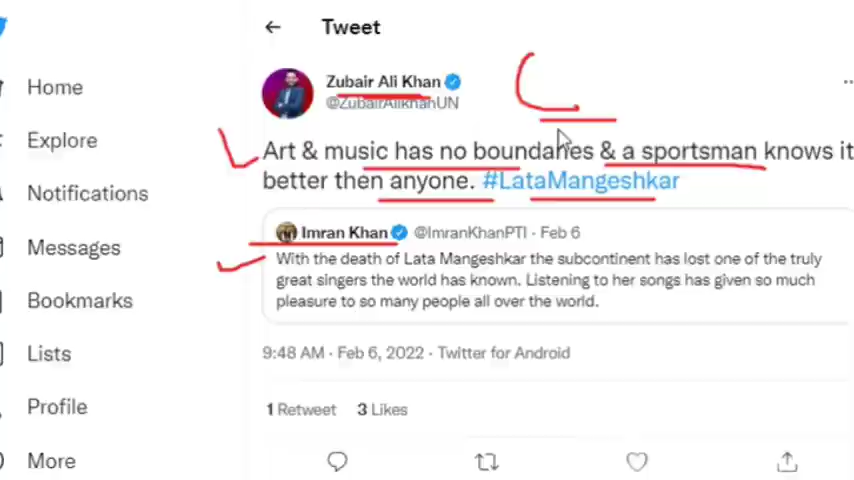 Tweet
Home
Explore
Notifications
Messages
Bookmarks
Lists
Profile
More
Zubair Ali Khan
@ZubairAlikhanUN
Art & music has no boundaries & a sportsman knows it
better then anyone. #LataMangeshkar
Imran Khan @ImranKhanPTI · Feb 6
With the death of Lata Mangeshkar the subcontinent has lost one of the truly
great singers the world has known. Listening to her songs has given so much
pleasure to so many people all over the world.
9:48 AM · Feb 6, 2022 · Twitter for Android
1 Retweet 3 Likes